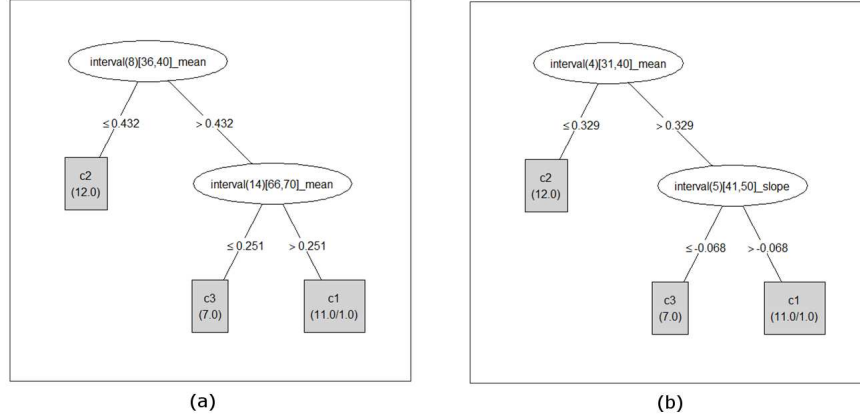 interval(8)[36,40]_mean
≤ 0.432
> 0.432
c2
(12.0)
interval(14)[66,70]_mean
≤ 0.251
> 0.251
c3
(7.0)
c1
(11.0/1.0)
(a)
interval(4)[31,40]_mean
≤ 0.329
> 0.329
c2
(12.0)
interval(5)[41,50]_slope
≤ -0.068
> -0.068
c3
(7.0)
c1
(11.0/1.0)
(b)